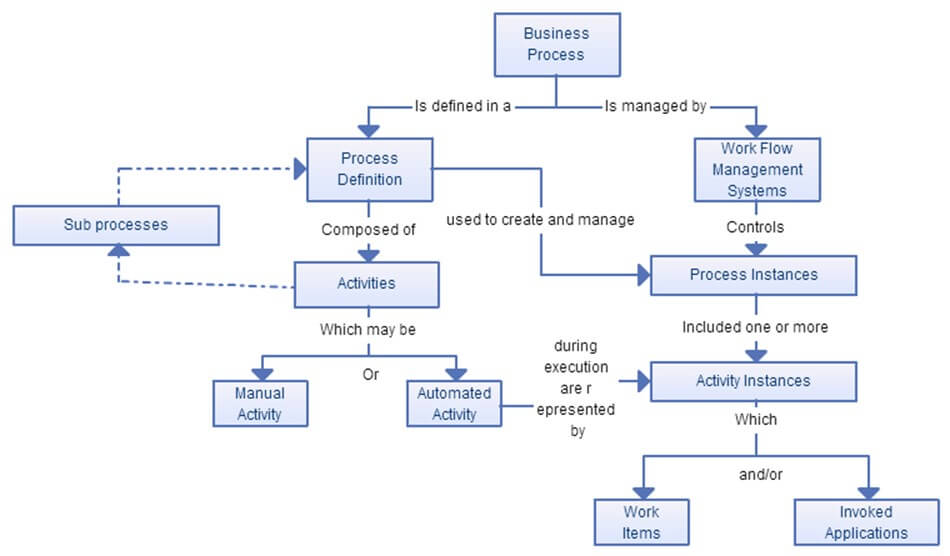 Business
Process
Is defined in a
Is managed by
Process
Definition
Work Flow
Management
Systems
Sub processes
Composed of
used to create and manage
Controls
Activities
Process Instances
Which may be
Included one or more
Or
during
execution
are r
epresented
by
Manual
Activity
Automated
Activity
Activity Instances
Which
and/or
Work
Items
Invoked
Applications